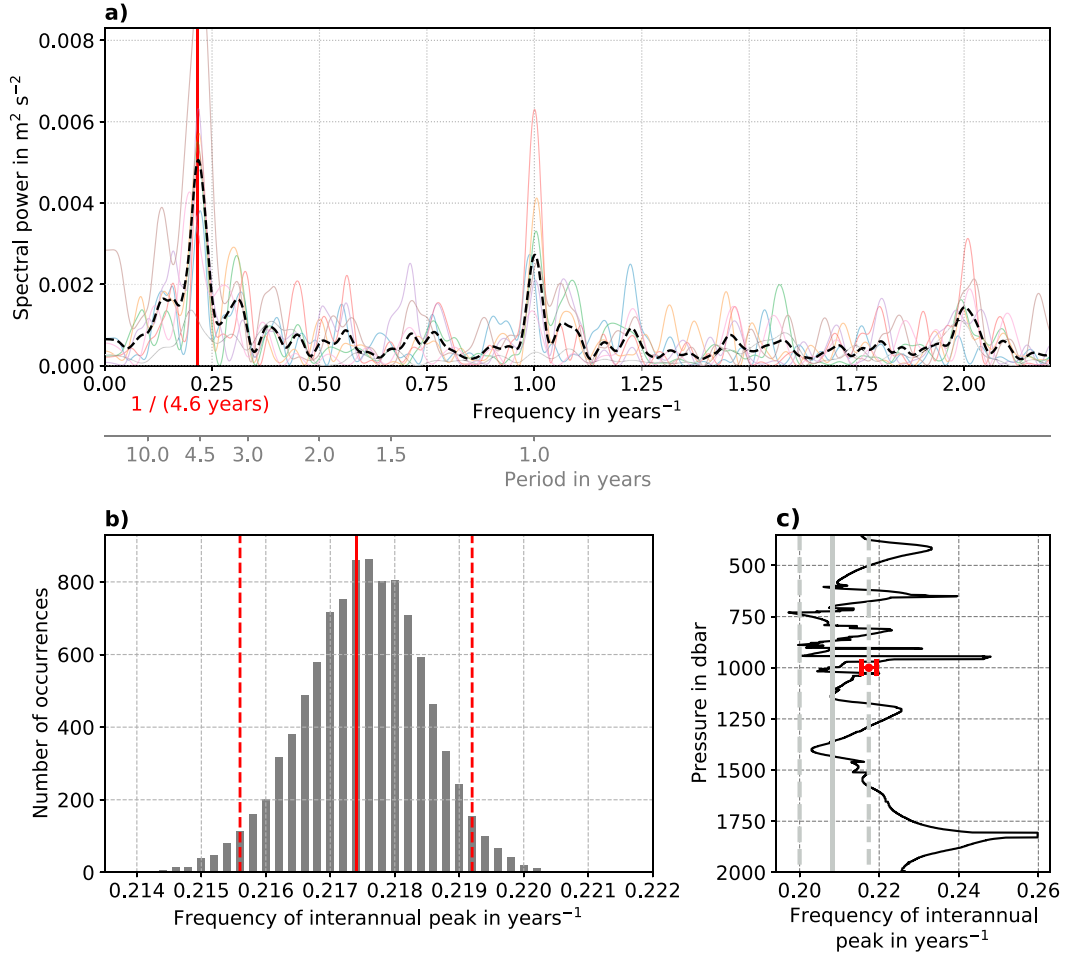 a)
Spectral power in m² s⁻²
0.008
0.006
0.004
0.002
0.000
0.00 0.25 0.50 0.75 1.00 1.25 1.50 1.75 2.00
1 / (4.6 years)
Frequency in years⁻¹
10.0 4.5 3.0 2.0 1.5 1.0
Period in years
b)
Number of occurrences
800
600
400
200
0
0.214 0.215 0.216 0.217 0.218 0.219 0.220 0.221 0.222
Frequency of interannual peak in years⁻¹
c)
Pressure in dbar
500
750
1000
1250
1500
1750
2000
0.20 0.22 0.24 0.26
Frequency of interannual
peak in years⁻¹